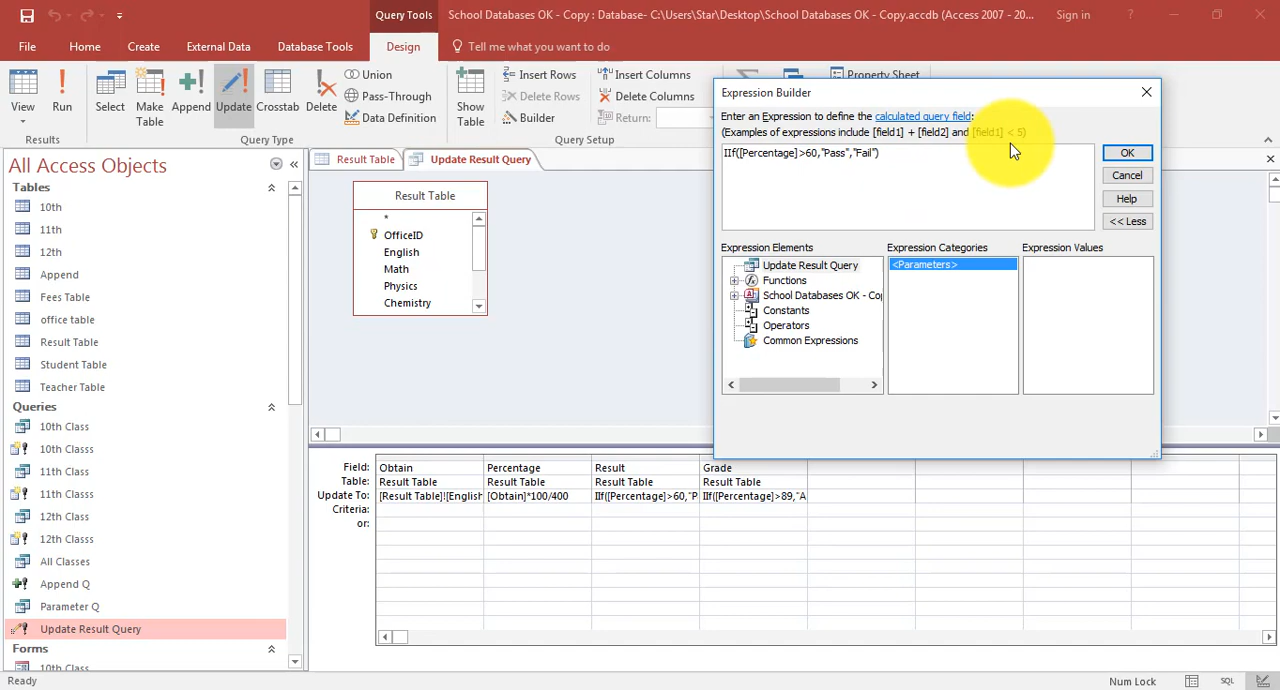 Query Tools
School Databases OK - Copy : Database- C:\Users\Star\Desktop\School Databases OK - Copy.accdb (Access 2007 - 20...
Sign in
?
File
Home
Create
External Data
Database Tools
Design
Tell me what you want to do
View
Run
Results
Select
Make Table
Append
Update
Crosstab
Delete
Union
Pass-Through
Data Definition
Query Type
Show Table
Insert Rows
Delete Rows
Builder
Insert Columns
Delete Columns
Return:
Query Setup
Property Sheet
All Access Objects
Tables
10th
11th
12th
Append
Fees Table
office table
Result Table
Student Table
Teacher Table
Queries
10th Class
10th Classs
11th Class
11th Classs
12th Class
12th Classs
All Classes
Append Q
Parameter Q
Update Result Query
Forms
10th Class
Result Table
Update Result Query
Result Table
*
OfficeID
English
Math
Physics
Chemistry
Expression Builder
Enter an Expression to define the calculated query field:
(Examples of expressions include [field1] + [field2] and [field1] < 5)
IIf([Percentage]>60,"Pass","Fail")
OK
Cancel
Help
<< Less
Expression Elements
Expression Categories
Expression Values
Update Result Query
Functions
School Databases OK - Cop
Constants
Operators
Common Expressions
<Parameters>
Field: Obtain Percentage Result Grade
Table: Result Table Result Table Result Table Result Table
Update To: [Result Table]![English [Obtain]*100/400 IIf([Percentage]>60,"P IIf([Percentage]>89,"A
Criteria:
or:
Ready
Num Lock
SQL